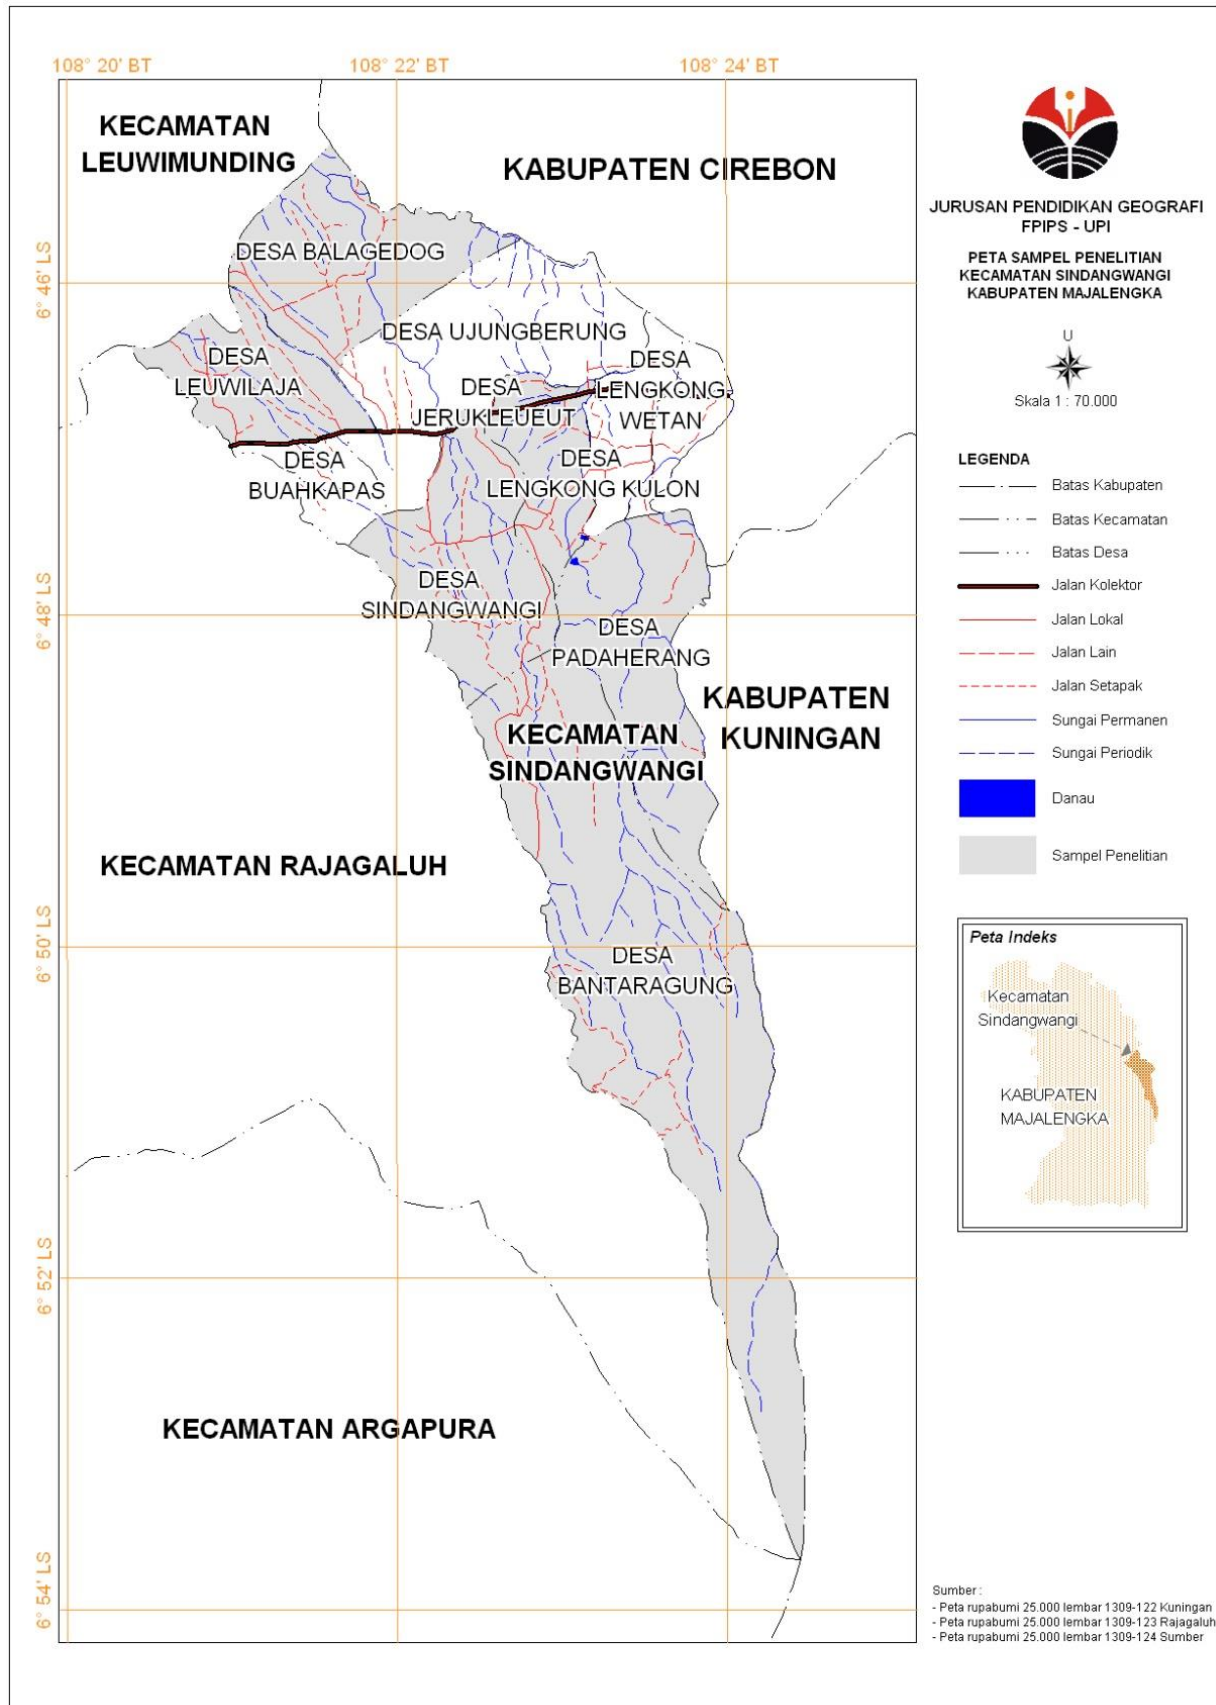 108° 20' BT
108° 22' BT
108° 24' BT
6° 46' LS
6° 48' LS
6° 50' LS
6° 52' LS
6° 54' LS
KECAMATAN
LEUWIMUNDING
KABUPATEN CIREBON
DESA BALAGEDOG
DESA UJUNGBERUNG
DESA
LEUWILAJA
DESA
JERUKLEUEUT
DESA
LENGKONG
WETAN
DESA
BUAHKAPAS
DESA
LENGKONG KULON
DESA
SINDANGWANGI
DESA
PADAHERANG
KABUPATEN
KUNINGAN
KECAMATAN
SINDANGWANGI
KECAMATAN RAJAGALUH
DESA
BANTARAGUNG
KECAMATAN ARGAPURA
JURUSAN PENDIDIKAN GEOGRAFI
FPIPS - UPI
PETA SAMPEL PENELITIAN
KECAMATAN SINDANGWANGI
KABUPATEN MAJALENGKA
U
Skala 1 : 70.000
LEGENDA
Batas Kabupaten
Batas Kecamatan
Batas Desa
Jalan Kolektor
Jalan Lokal
Jalan Lain
Jalan Setapak
Sungai Permanen
Sungai Periodik
Danau
Sampel Penelitian
Peta Indeks
Kecamatan
Sindangwangi
KABUPATEN
MAJALENGKA
Sumber :
- Peta rupabumi 25.000 lembar 1309-122 Kuningan
- Peta rupabumi 25.000 lembar 1309-123 Rajagaluh
- Peta rupabumi 25.000 lembar 1309-124 Sumber